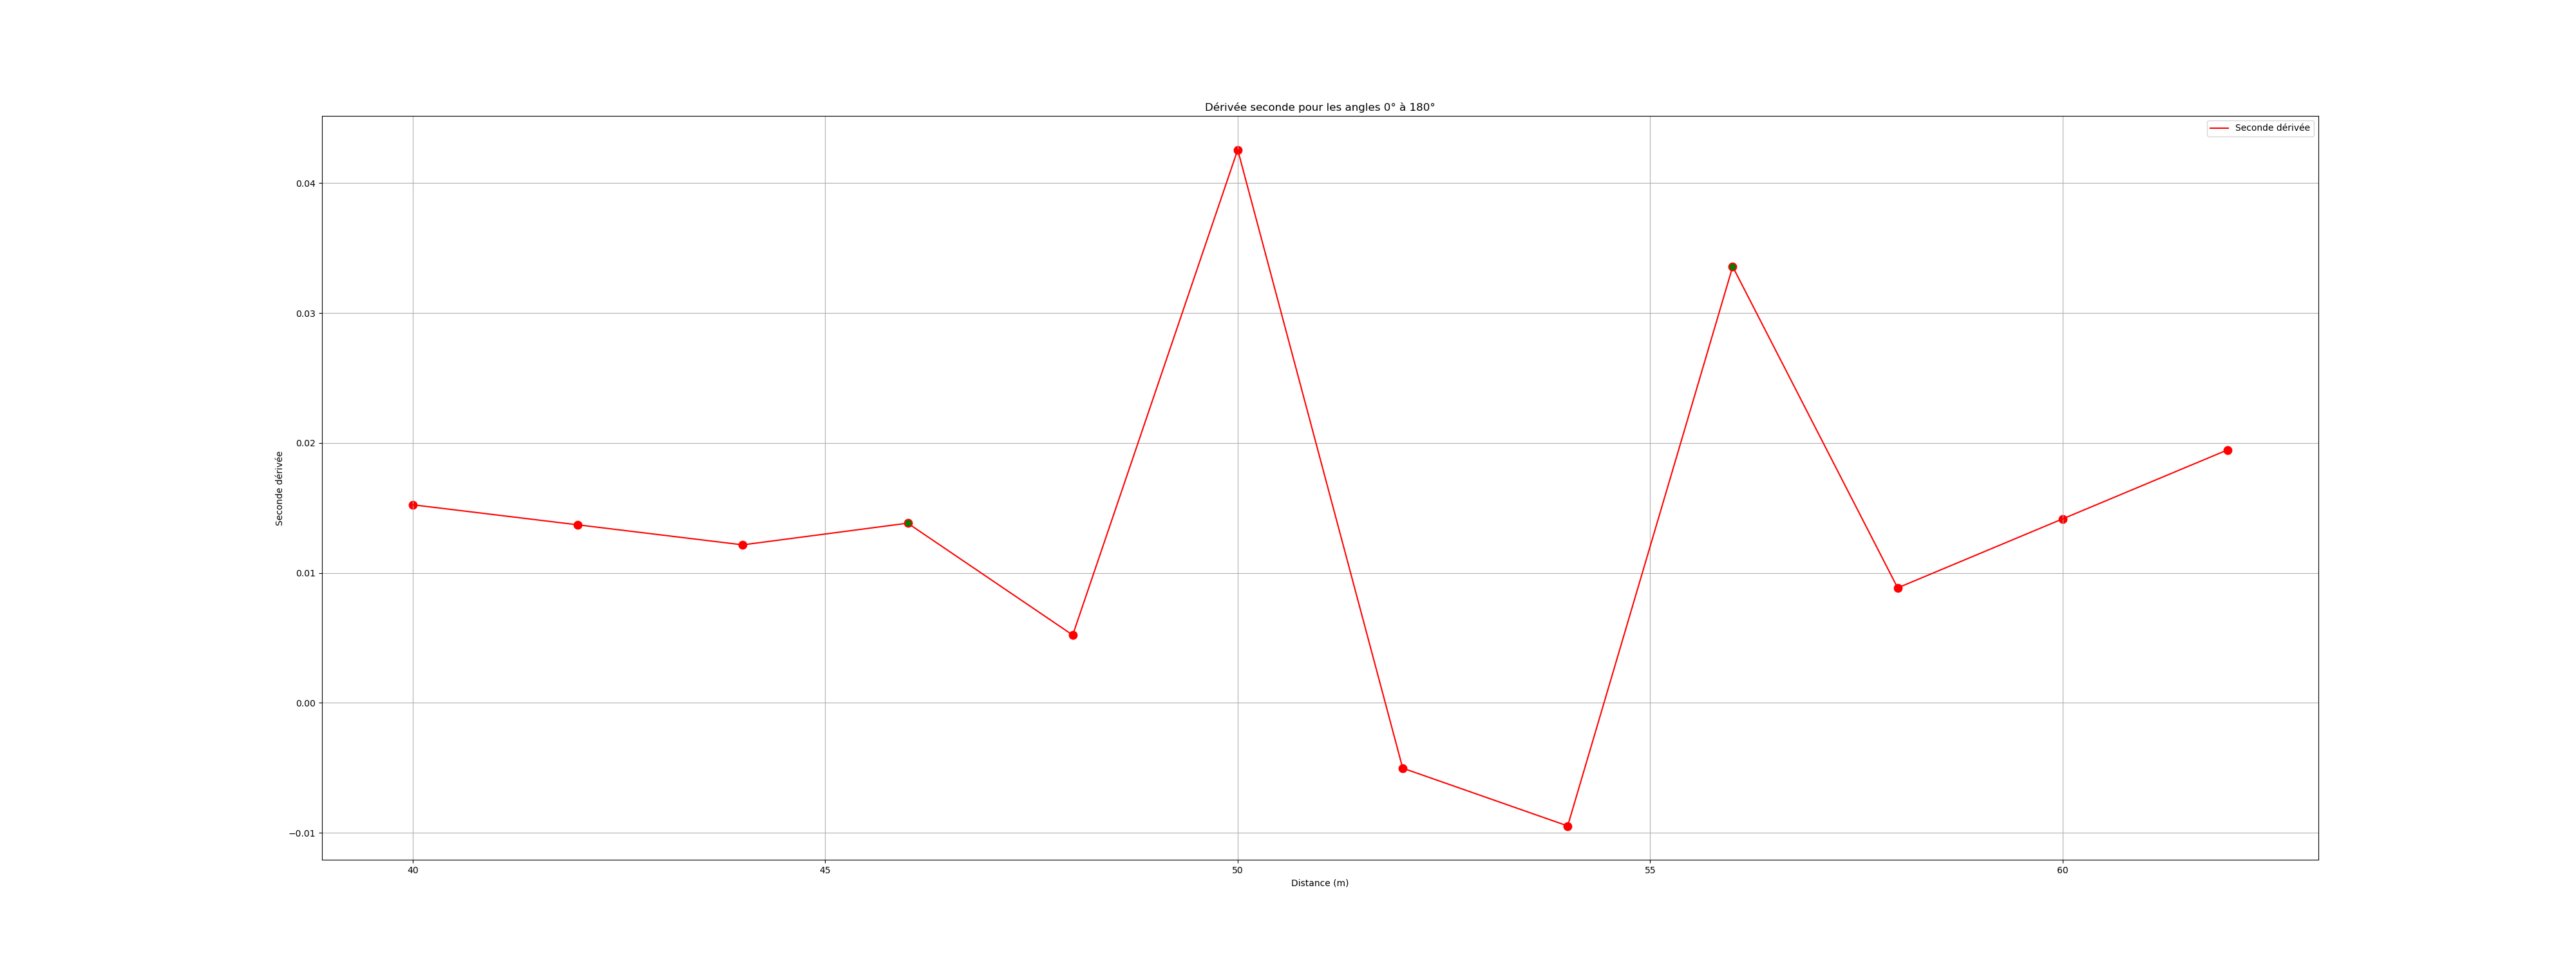 Dérivée seconde pour les angles 0° à 180°
Seconde dérivée
0.04
0.03
0.02
0.01
0.00
−0.01
Seconde dérivée
40
45
50
55
60
Distance (m)